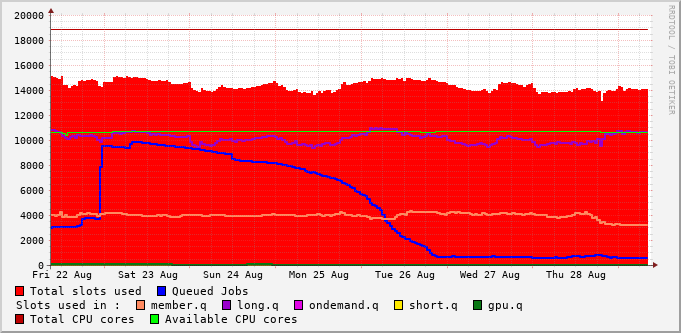 20000
18000
16000
14000
12000
10000
8000
6000
4000
2000
0
Fri 22 Aug Sat 23 Aug Sun 24 Aug Mon 25 Aug Tue 26 Aug Wed 27 Aug Thu 28 Aug
Total slots used Queued Jobs
Slots used in : member.q long.q ondemand.q short.q gpu.q
Total CPU cores Available CPU cores
RRDTOOL / TOBI OETIKER